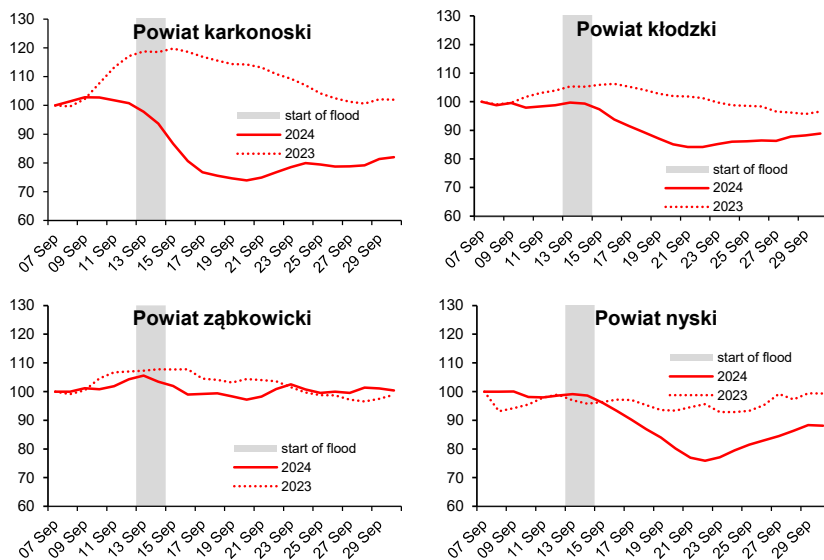 Powiat karkonoski
130
120
110
100
90
80
70
60
start of flood
2024
2023
07 Sep
09 Sep
11 Sep
13 Sep
15 Sep
17 Sep
19 Sep
21 Sep
23 Sep
25 Sep
27 Sep
29 Sep
Powiat kłodzki
130
120
110
100
90
80
70
60
start of flood
2024
2023
07 Sep
09 Sep
11 Sep
13 Sep
15 Sep
17 Sep
19 Sep
21 Sep
23 Sep
25 Sep
27 Sep
29 Sep
Powiat ząbkowicki
130
120
110
100
90
80
70
60
start of flood
2024
2023
07 Sep
09 Sep
11 Sep
13 Sep
15 Sep
17 Sep
19 Sep
21 Sep
23 Sep
25 Sep
27 Sep
29 Sep
Powiat nyski
130
120
110
100
90
80
70
60
start of flood
2024
2023
07 Sep
09 Sep
11 Sep
13 Sep
15 Sep
17 Sep
19 Sep
21 Sep
23 Sep
25 Sep
27 Sep
29 Sep